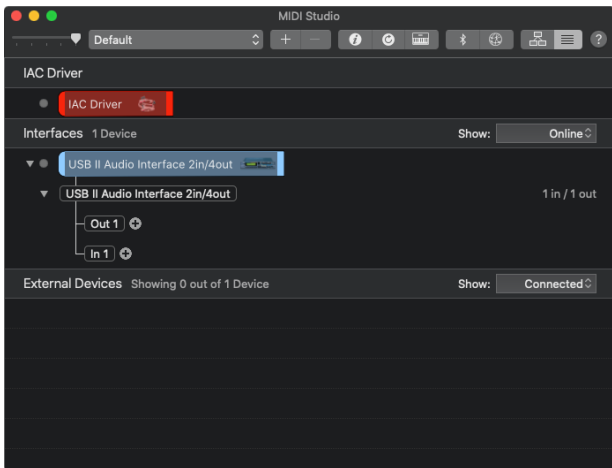 MIDI Studio
Default
IAC Driver
IAC Driver
Interfaces 1 Device Show: Online
USB II Audio Interface 2in/4out
USB II Audio Interface 2in/4out 1 in / 1 out
Out 1
In 1
External Devices Showing 0 out of 1 Device Show: Connected